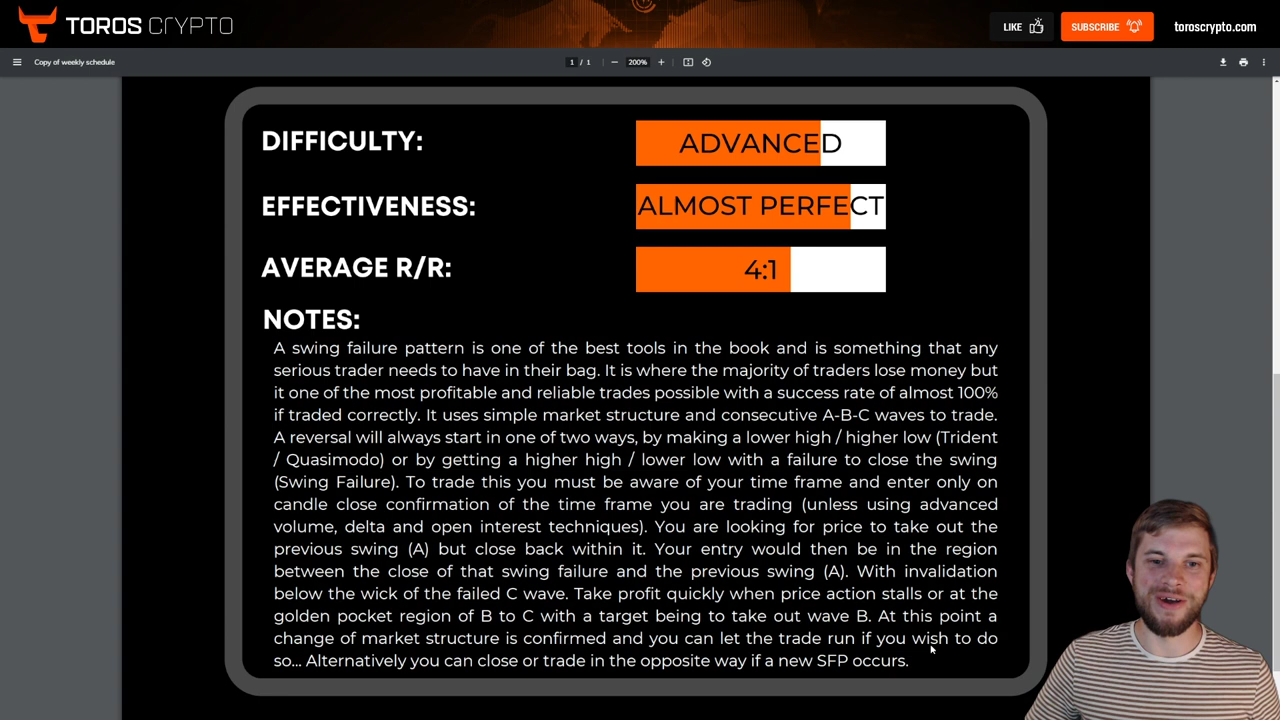 TOROS CRYPTO
LIKE
SUBSCRIBE
toroscrypto.com
Copy of weekly schedule
1 / 1
200%
DIFFICULTY:
ADVANCED
EFFECTIVENESS:
ALMOST PERFECT
AVERAGE R/R:
4:1
NOTES:
A swing failure pattern is one of the best tools in the book and is something that any
serious trader needs to have in their bag. It is where the majority of traders lose money but
it one of the most profitable and reliable trades possible with a success rate of almost 100%
if traded correctly. It uses simple market structure and consecutive A-B-C waves to trade.
A reversal will always start in one of two ways, by making a lower high / higher low (Trident
/ Quasimodo) or by getting a higher high / lower low with a failure to close the swing
(Swing Failure). To trade this you must be aware of your time frame and enter only on
candle close confirmation of the time frame you are trading (unless using advanced
volume, delta and open interest techniques). You are looking for price to take out the
previous swing (A) but close back within it. Your entry would then be in the region
between the close of that swing failure and the previous swing (A). With invalidation
below the wick of the failed C wave. Take profit quickly when price action stalls or at the
golden pocket region of B to C with a target being to take out wave B. At this point a
change of market structure is confirmed and you can let the trade run if you wish to do
so... Alternatively you can close or trade in the opposite way if a new SFP occurs.